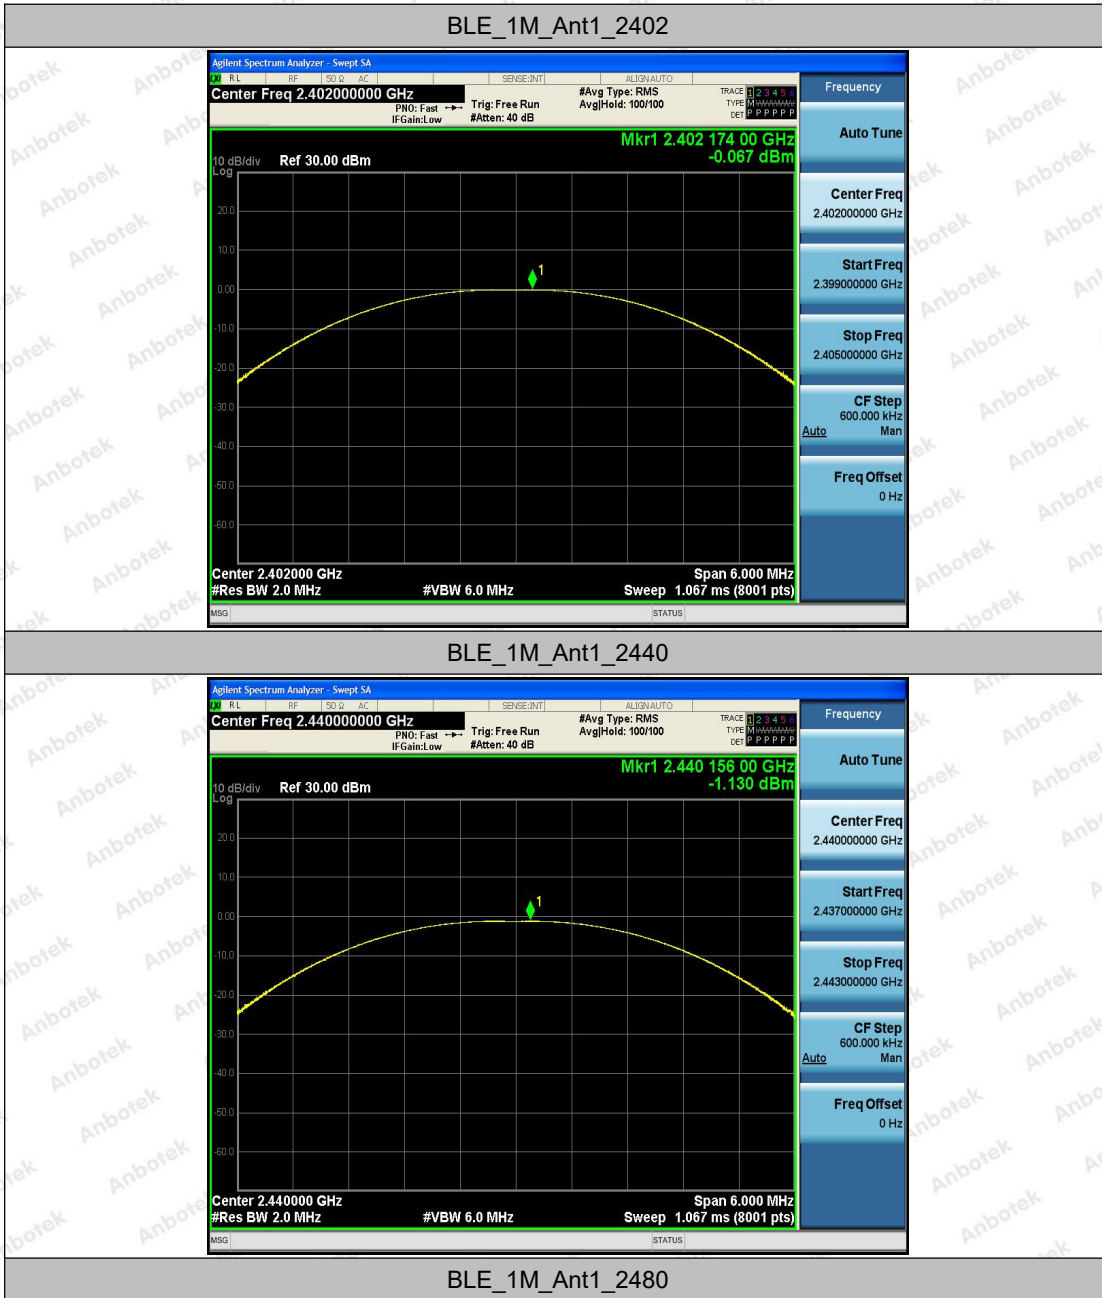 BLE_1M_Ant1_2402
Agilent Spectrum Analyzer - Swept SA
LXI RL RF 50 Ω AC SENSE:INT ALIGNAUTO
Center Freq 2.402000000 GHz
PNO: Fast
IFGain:Low
Trig: Free Run
#Atten: 40 dB
#Avg Type: RMS
Avg|Hold: 100/100
TRACE 1 2 3 4 5 6
TYPE M W W W W W
DET P P P P P P
Mkr1 2.402 174 00 GHz
-0.067 dBm
10 dB/div Ref 30.00 dBm
Log
20.0
10.0
1
0.00
-10.0
-20.0
-30.0
-40.0
-50.0
-60.0
Center 2.402000 GHz Span 6.000 MHz
#Res BW 2.0 MHz #VBW 6.0 MHz Sweep 1.067 ms (8001 pts)
MSG STATUS
Frequency
Auto Tune
Center Freq
2.402000000 GHz
Start Freq
2.399000000 GHz
Stop Freq
2.405000000 GHz
CF Step
600.000 kHz
Auto Man
Freq Offset
0 Hz
BLE_1M_Ant1_2440
Agilent Spectrum Analyzer - Swept SA
LXI RL RF 50 Ω AC SENSE:INT ALIGNAUTO
Center Freq 2.440000000 GHz
PNO: Fast
IFGain:Low
Trig: Free Run
#Atten: 40 dB
#Avg Type: RMS
Avg|Hold: 100/100
TRACE 1 2 3 4 5 6
TYPE M W W W W W
DET P P P P P P
Mkr1 2.440 156 00 GHz
-1.130 dBm
10 dB/div Ref 30.00 dBm
Log
20.0
10.0
1
0.00
-10.0
-20.0
-30.0
-40.0
-50.0
-60.0
Center 2.440000 GHz Span 6.000 MHz
#Res BW 2.0 MHz #VBW 6.0 MHz Sweep 1.067 ms (8001 pts)
MSG STATUS
Frequency
Auto Tune
Center Freq
2.440000000 GHz
Start Freq
2.437000000 GHz
Stop Freq
2.443000000 GHz
CF Step
600.000 kHz
Auto Man
Freq Offset
0 Hz
BLE_1M_Ant1_2480
Anbotek